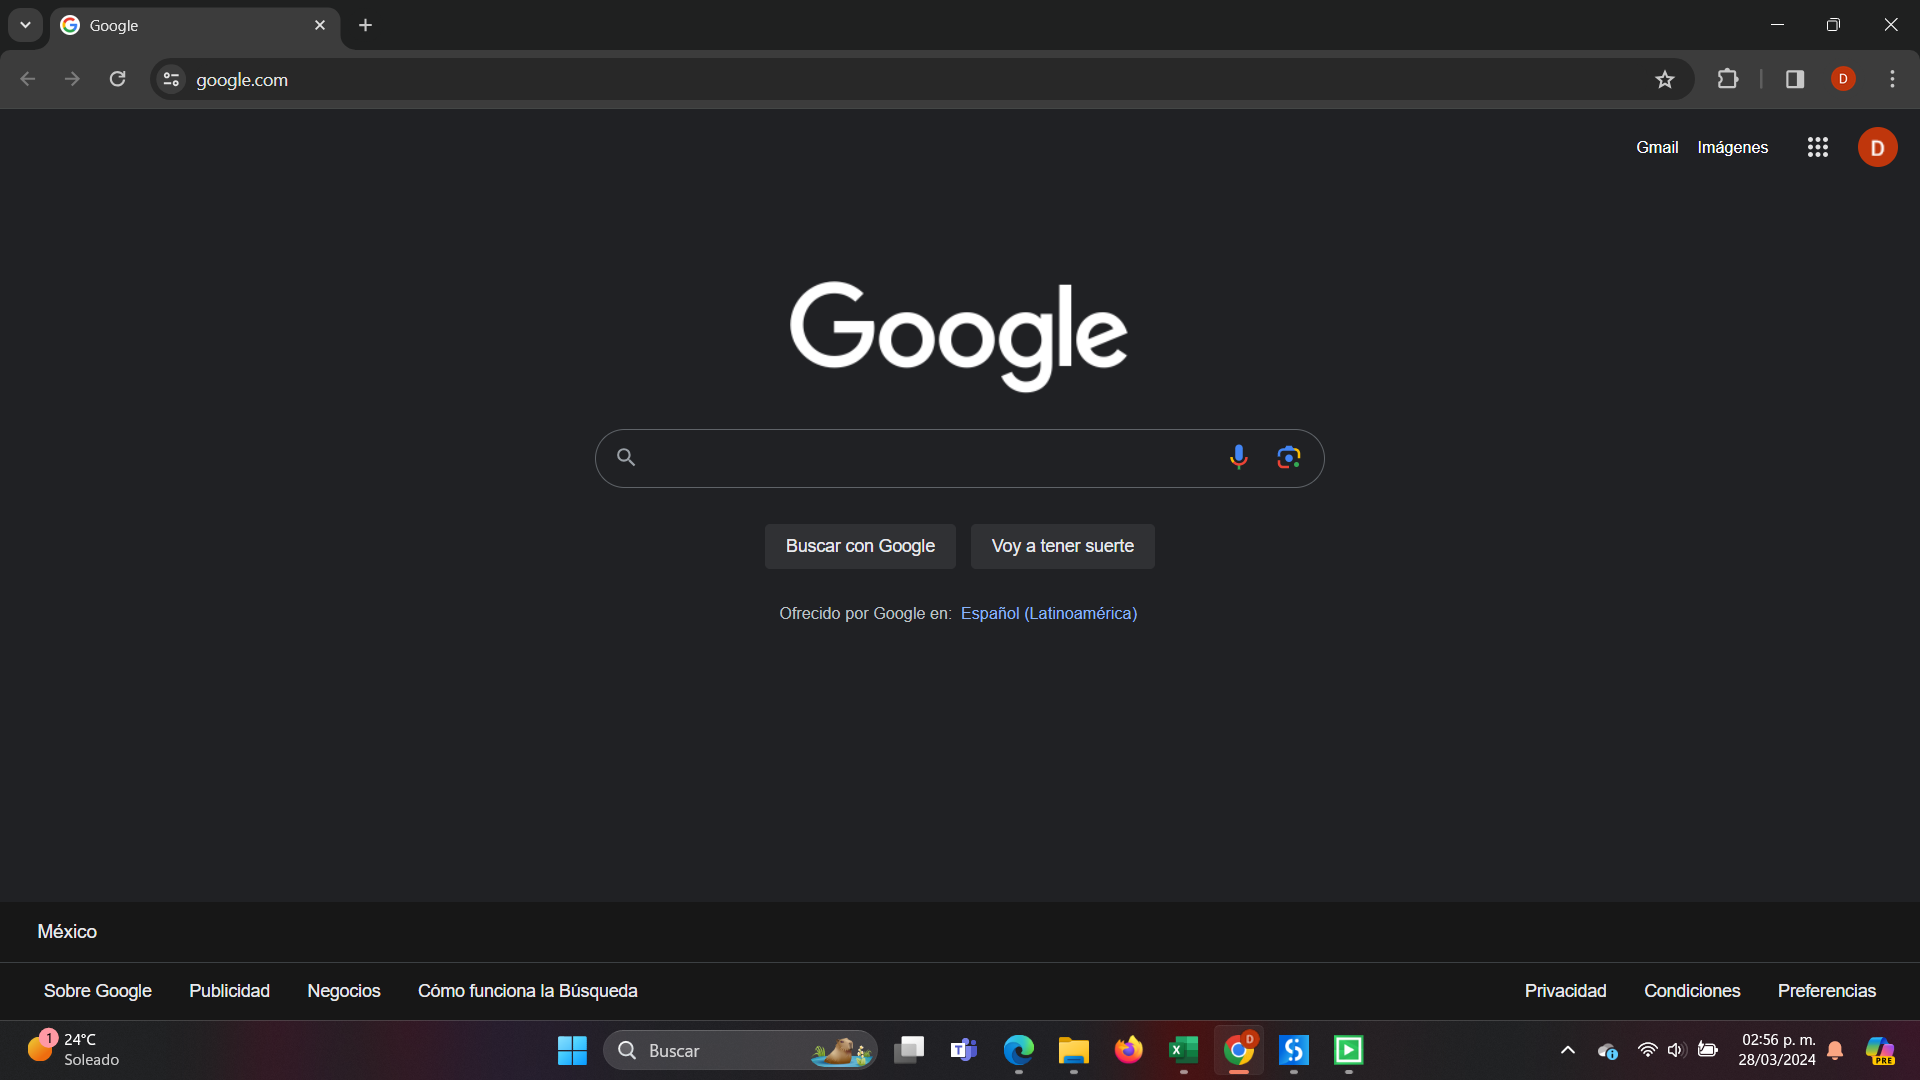 Google
google.com
D
Gmail Imágenes
D
Google
Buscar con Google Voy a tener suerte
Ofrecido por Google en: Español (Latinoamérica)
México
Sobre Google Publicidad Negocios Cómo funciona la Búsqueda Privacidad Condiciones Preferencias
1 24°C
Soleado
Buscar
D
02:56 p. m.
28/03/2024
PRE